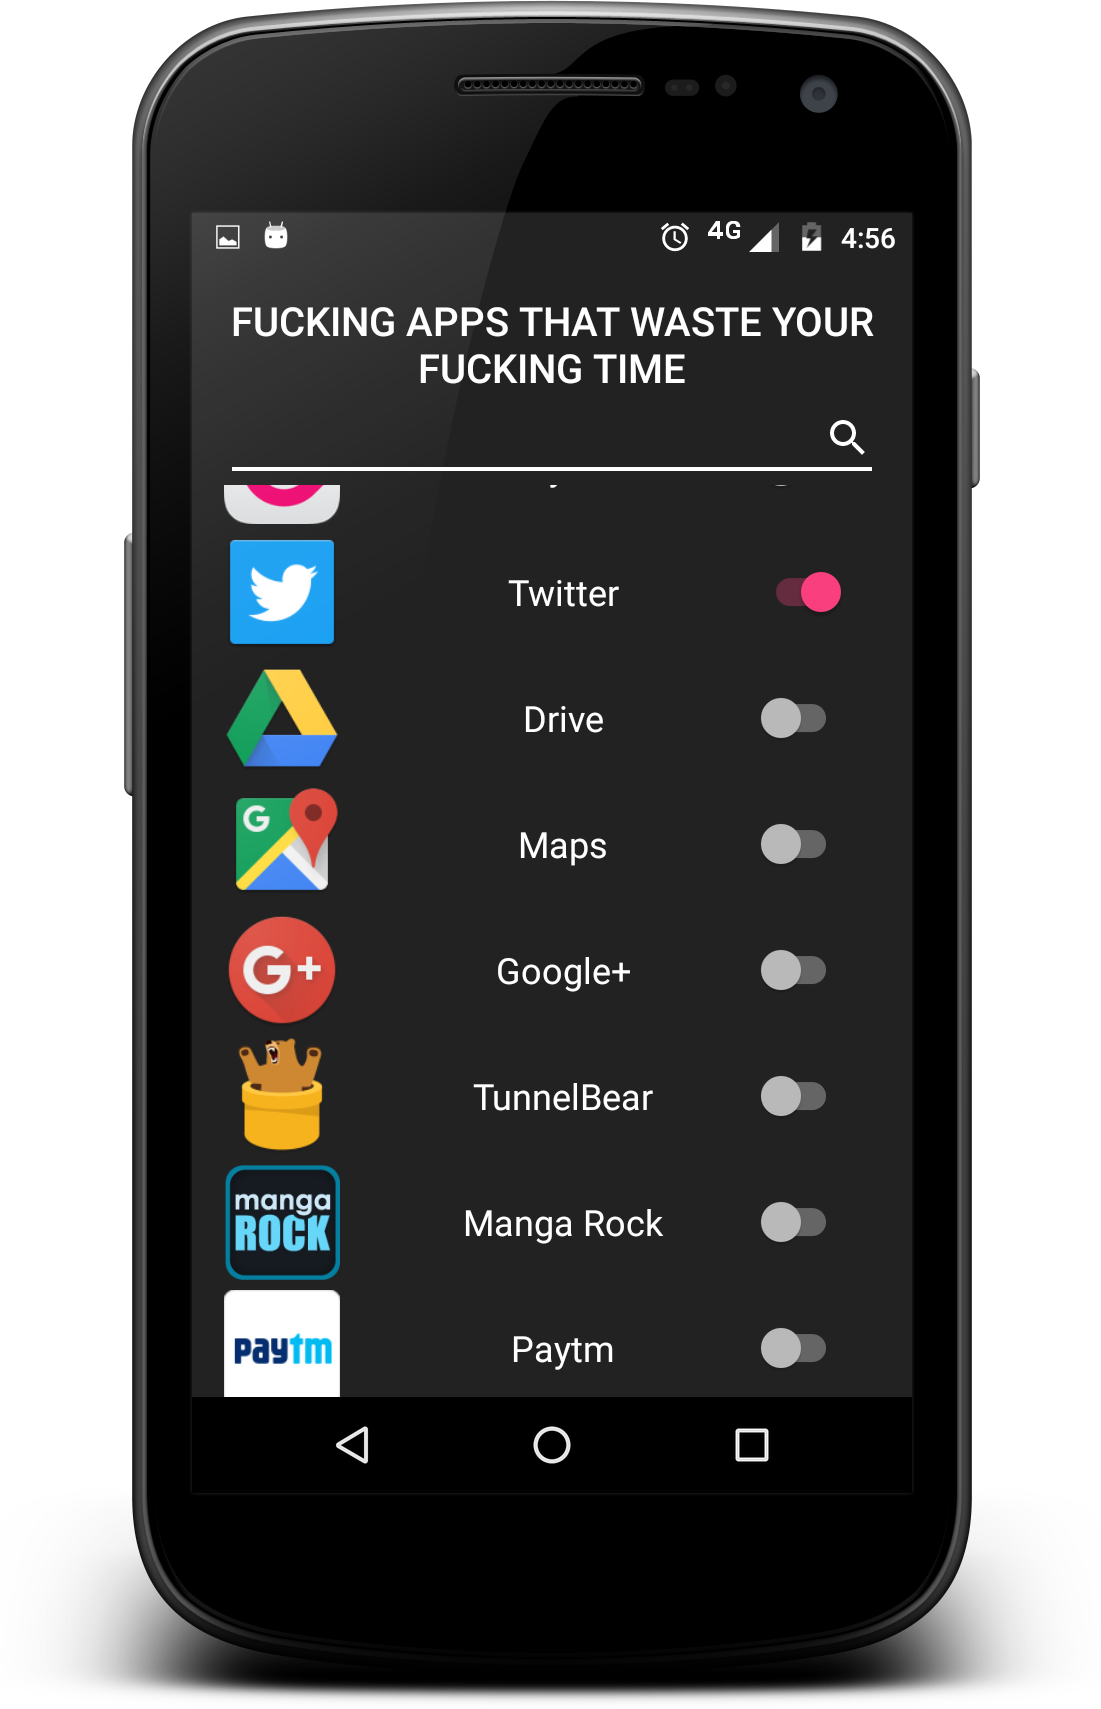 4G 4:56
FUCKING APPS THAT WASTE YOUR
FUCKING TIME
Twitter
Drive
G
Maps
G+
Google+
TunnelBear
manga
ROCK
Manga Rock
paytm
Paytm